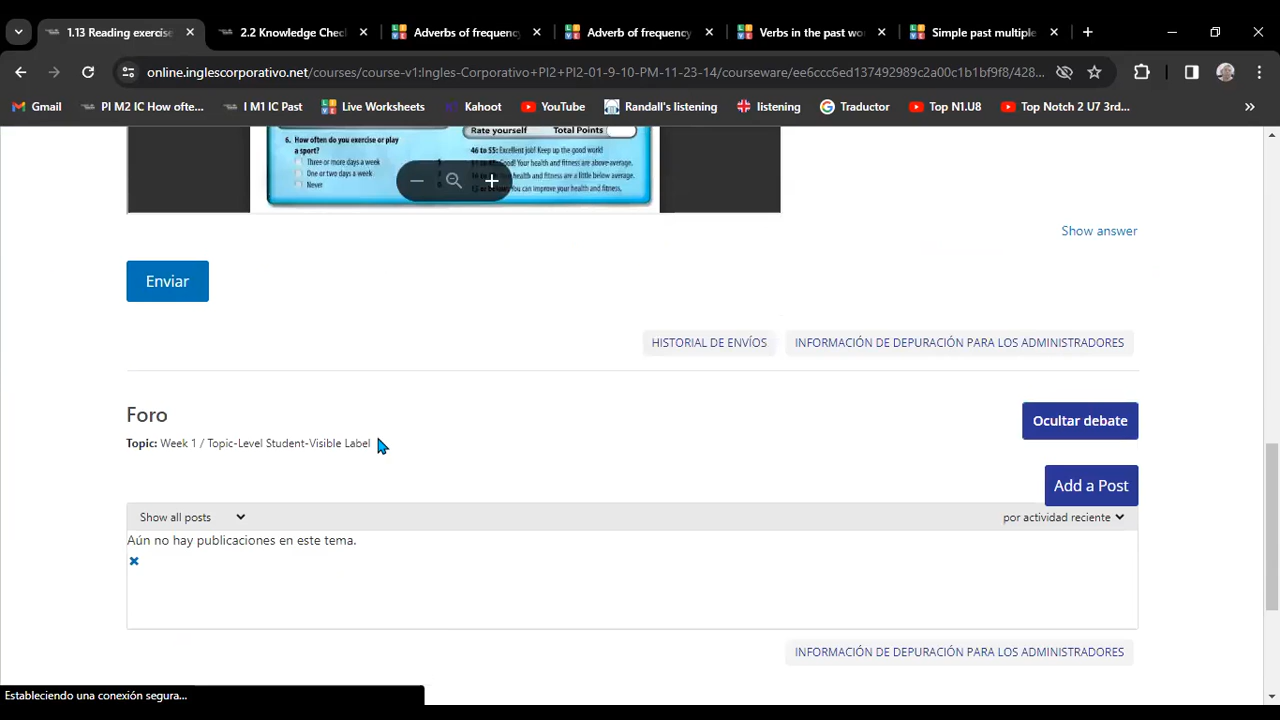 1.13 Reading exercise
2.2 Knowledge Chec
Adverbs of frequency
Adverb of frequency
Verbs in the past wo
Simple past multiple
online.inglescorporativo.net/courses/course-v1:Ingles-Corporativo+PI2+PI2-01-9-10-PM-11-23-14/courseware/ee6ccc6ed137492989c2a00c1b1bf9f8/428...
Gmail
PI M2 IC How ofte...
I M1 IC Past
Live Worksheets
Kahoot
YouTube
Randall's listening
listening
Traductor
Top N1.U8
Top Notch 2 U7 3rd...
Rate yourself Total Points
6. How often do you exercise or play
a sport?
Three or more days a week
One or two days a week
Never
46 to 55: Excellent job! Keep up the good work!
Good! Your health and fitness are above average.
Your health and fitness are a little below average.
You can improve your health and fitness.
Show answer
Enviar
HISTORIAL DE ENVÍOS
INFORMACIÓN DE DEPURACIÓN PARA LOS ADMINISTRADORES
Foro
Ocultar debate
Topic: Week 1 / Topic-Level Student-Visible Label
Add a Post
Show all posts
por actividad reciente
Aún no hay publicaciones en este tema.
INFORMACIÓN DE DEPURACIÓN PARA LOS ADMINISTRADORES
Estableciendo una conexión segura...